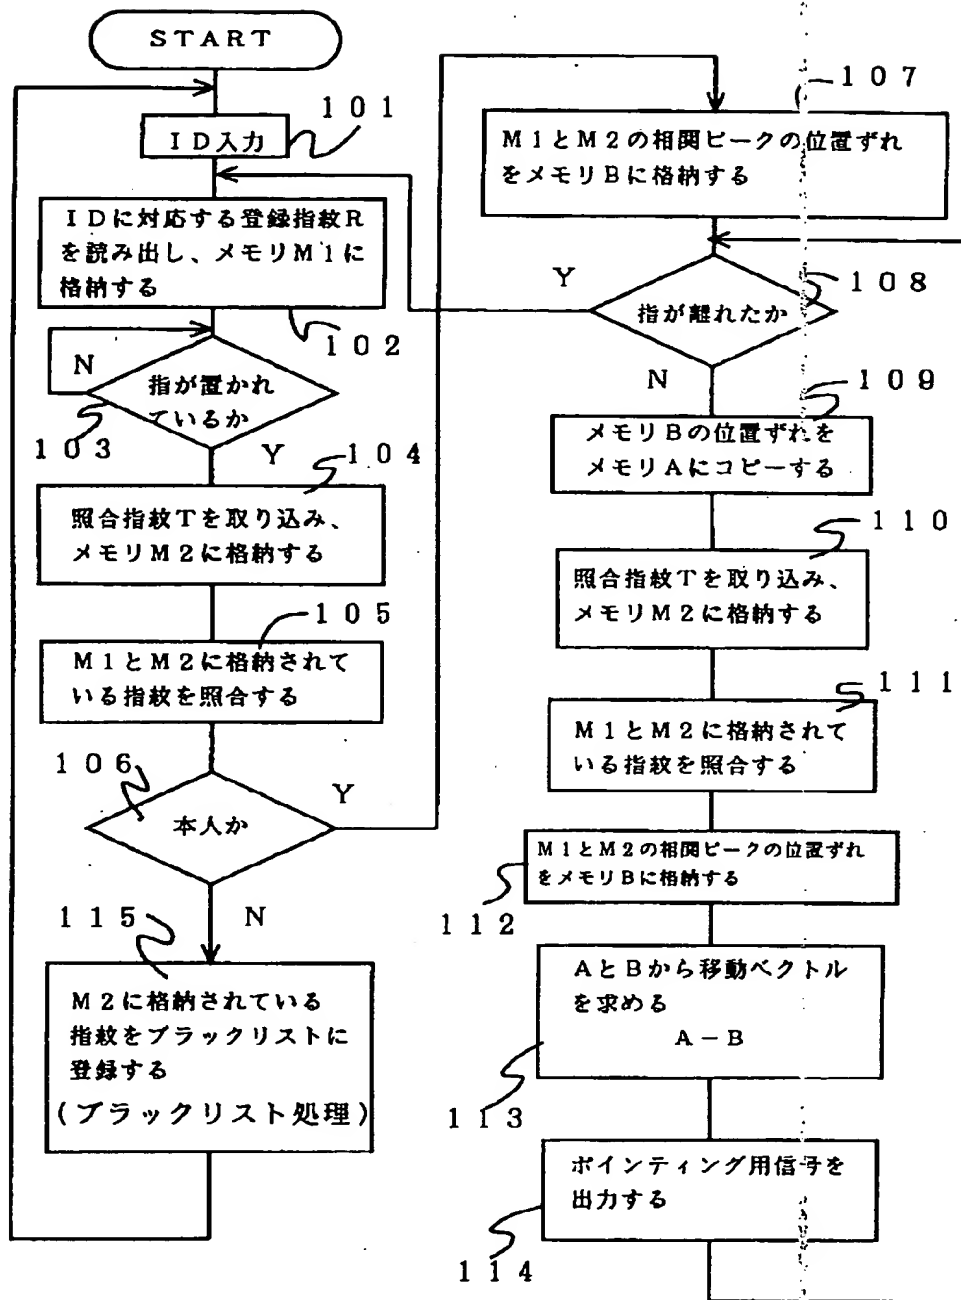 START
101
ID入力
IDに対応する登録指紋R
を読み出し、メモリM1に
格納する
102
N
指が置かれ
ているか
103
Y
104
照合指紋Tを取り込み、
メモリM2に格納する
105
M1とM2に格納されて
いる指紋を照合する
106
Y
本人か
N
115
M2に格納されている
指紋をブラックリストに
登録する
(ブラックリスト処理)
107
M1とM2の相関ピークの位置ずれ
をメモリBに格納する
Y
108
指が離れたか
N
109
メモリBの位置ずれを
メモリAにコピーする
110
照合指紋Tを取り込み、
メモリM2に格納する
111
M1とM2に格納されて
いる指紋を照合する
M1とM2の相関ピークの位置ずれ
をメモリBに格納する
112
AとBから移動ベクトル
を求める
A-B
113
ポインティング用信号を
出力する
114